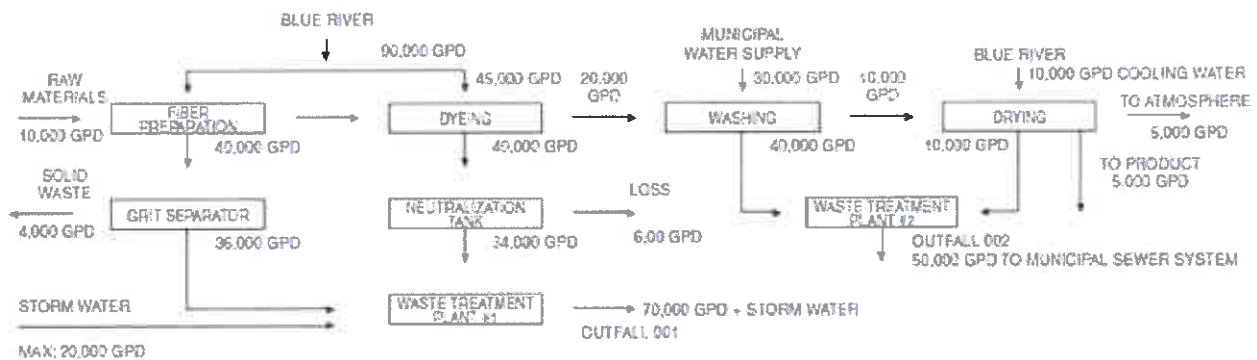 BLUE RIVER
90,000 GPD
MUNICIPAL
WATER SUPPLY
BLUE RIVER
RAW
MATERIALS
45,000 GPD
20,000
GPD
30,000 GPD
10,000
GPD
10,000 GPD COOLING WATER
TO ATMOSPHERE
5,000 GPD
10,000 GPD
FIBER
PREPARATION
DYEING
WASHING
DRYING
40,000 GPD
40,000 GPD
40,000 GPD
10,000 GPD
TO PRODUCT
5,000 GPD
SOLID
WASTE
4,000 GPD
GRIT SEPARATOR
36,000 GPD
NEUTRALIZATION
TANK
34,000 GPD
LOSS
6,00 GPD
WASTE TREATMENT
PLANT #2
OUTFALL 002
50,000 GPD TO MUNICIPAL SEWER SYSTEM
STORM WATER
MAX: 20,000 GPD
WASTE TREATMENT
PLANT #1
70,000 GPD + STORM WATER
OUTFALL 001